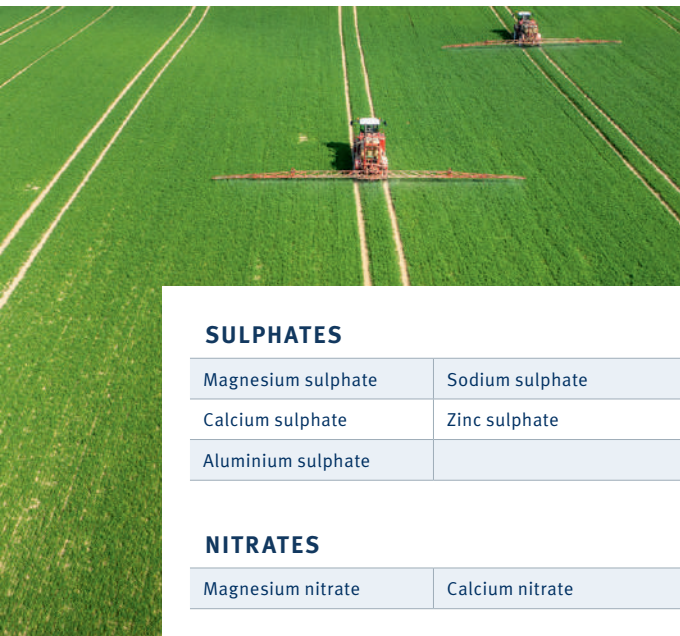 SULPHATES
Magnesium sulphate Sodium sulphate
Calcium sulphate Zinc sulphate
Aluminium sulphate
NITRATES
Magnesium nitrate Calcium nitrate